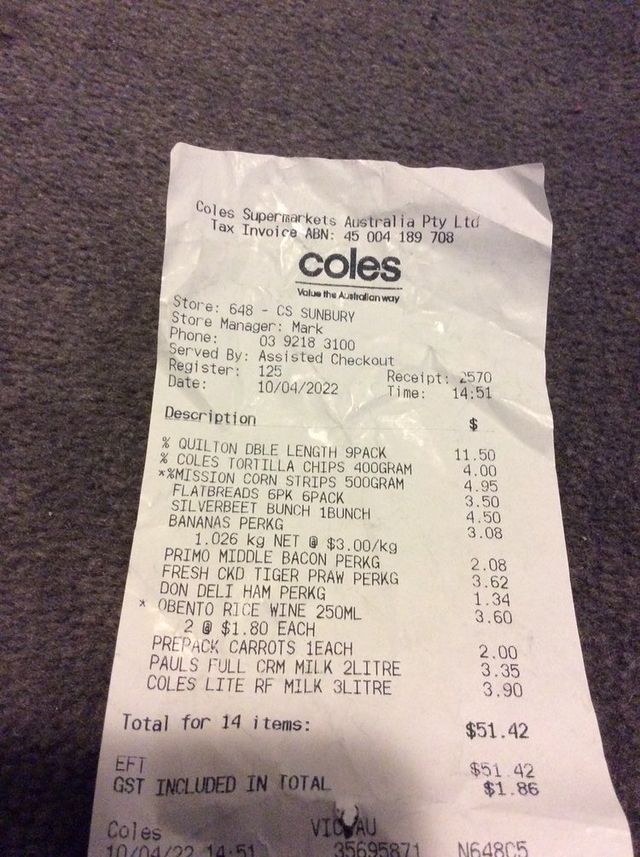 Coles Supermarkets Australia Pty Ltd
Tax Invoice ABN: 45 004 189 708
coles
Value the Australian way
Store: 648 - CS SUNBURY
Store Manager: Mark
Phone: 03 9218 3100
Served By: Assisted Checkout
Register: 125 Receipt: 2570
Date: 10/04/2022 Time: 14:51
Description $
% QUILTON DBLE LENGTH 9PACK 11.50
% COLES TORTILLA CHIPS 400GRAM 4.00
*%MISSION CORN STRIPS 500GRAM 4.95
FLATBREADS 6PK 6PACK 3.50
SILVERBEET BUNCH 1BUNCH 4.50
BANANAS PERKG 3.08
1.026 kg NET @ $3.00/kg
PRIMO MIDDLE BACON PERKG 2.08
FRESH CKD TIGER PRAW PERKG 3.62
DON DELI HAM PERKG 1.34
* OBENTO RICE WINE 250ML 3.60
2 @ $1.80 EACH
PREPACK CARROTS 1EACH 2.00
PAULS FULL CRM MILK 2LITRE 3.35
COLES LITE RF MILK 3LITRE 3.90
Total for 14 items: $51.42
EFT $51.42
GST INCLUDED IN TOTAL $1.86
Coles AU
10/04/22 14:51 35695871 N648C5